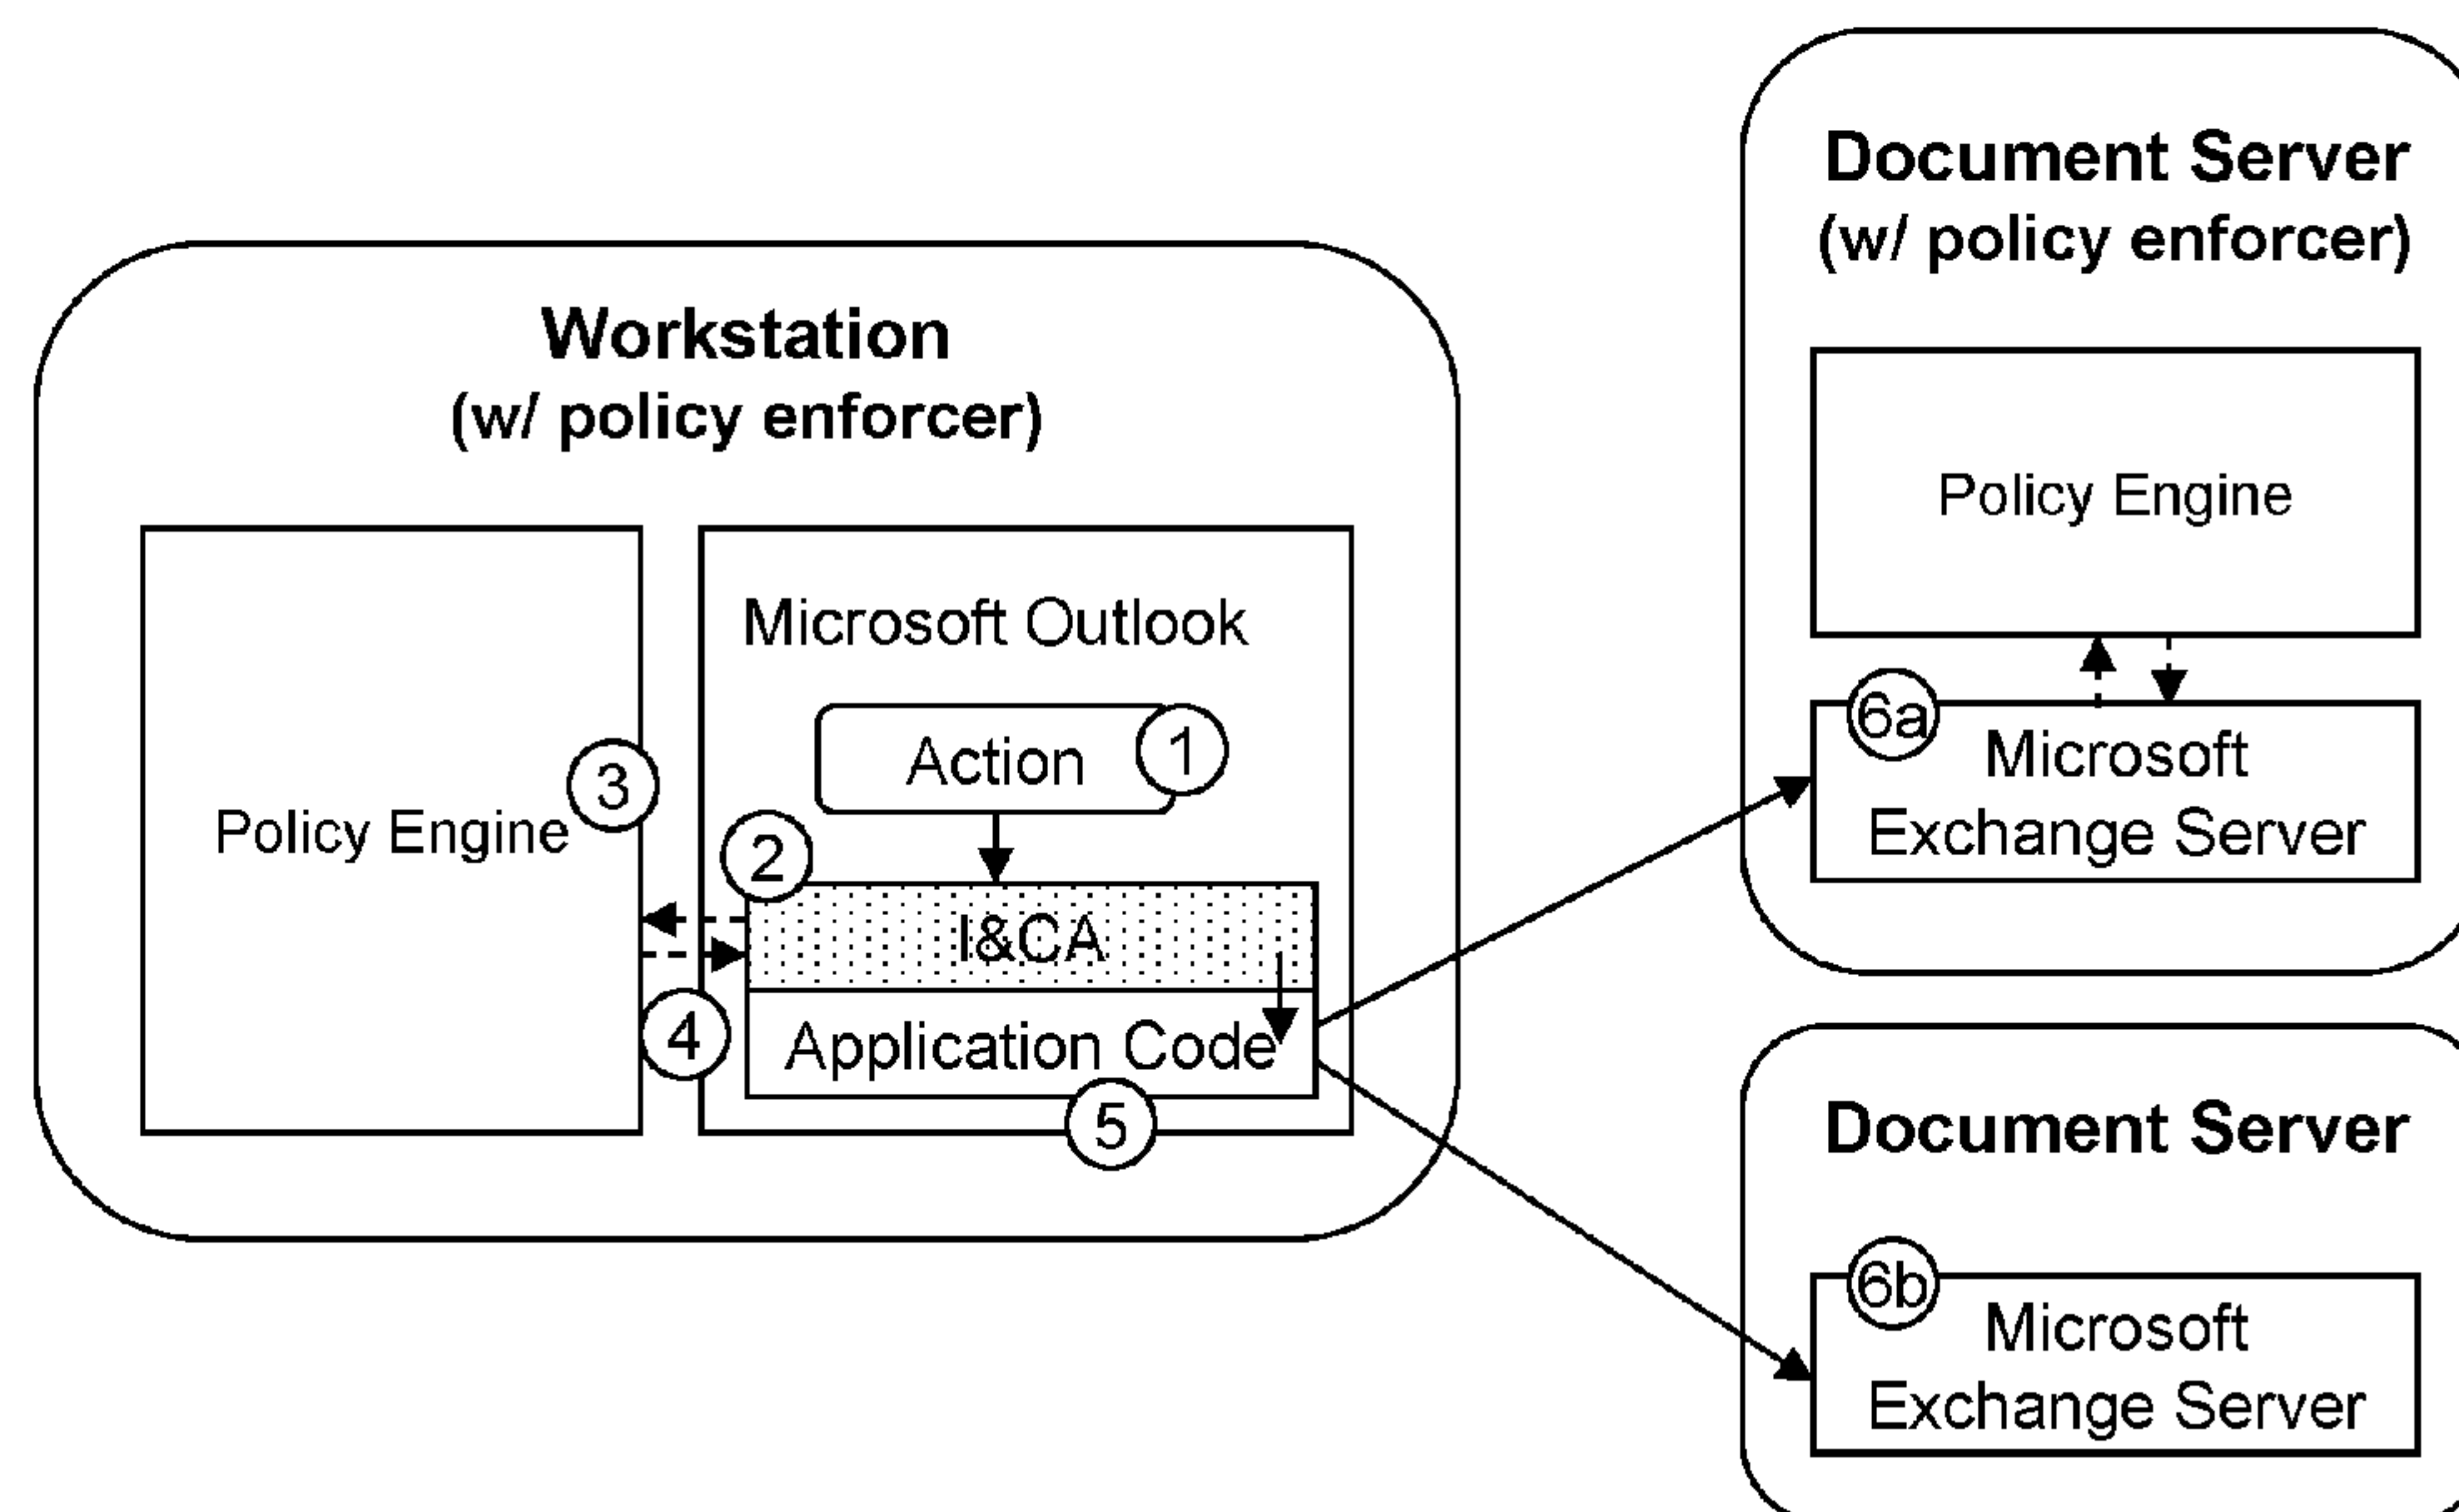 Workstation
(w/ policy enforcer)
Policy Engine
3
Microsoft Outlook
Action
1
2
I&CA
4
Application Code
5
Document Server
(w/ policy enforcer)
Policy Engine
6a
Microsoft
Exchange Server
Document Server
6b
Microsoft
Exchange Server